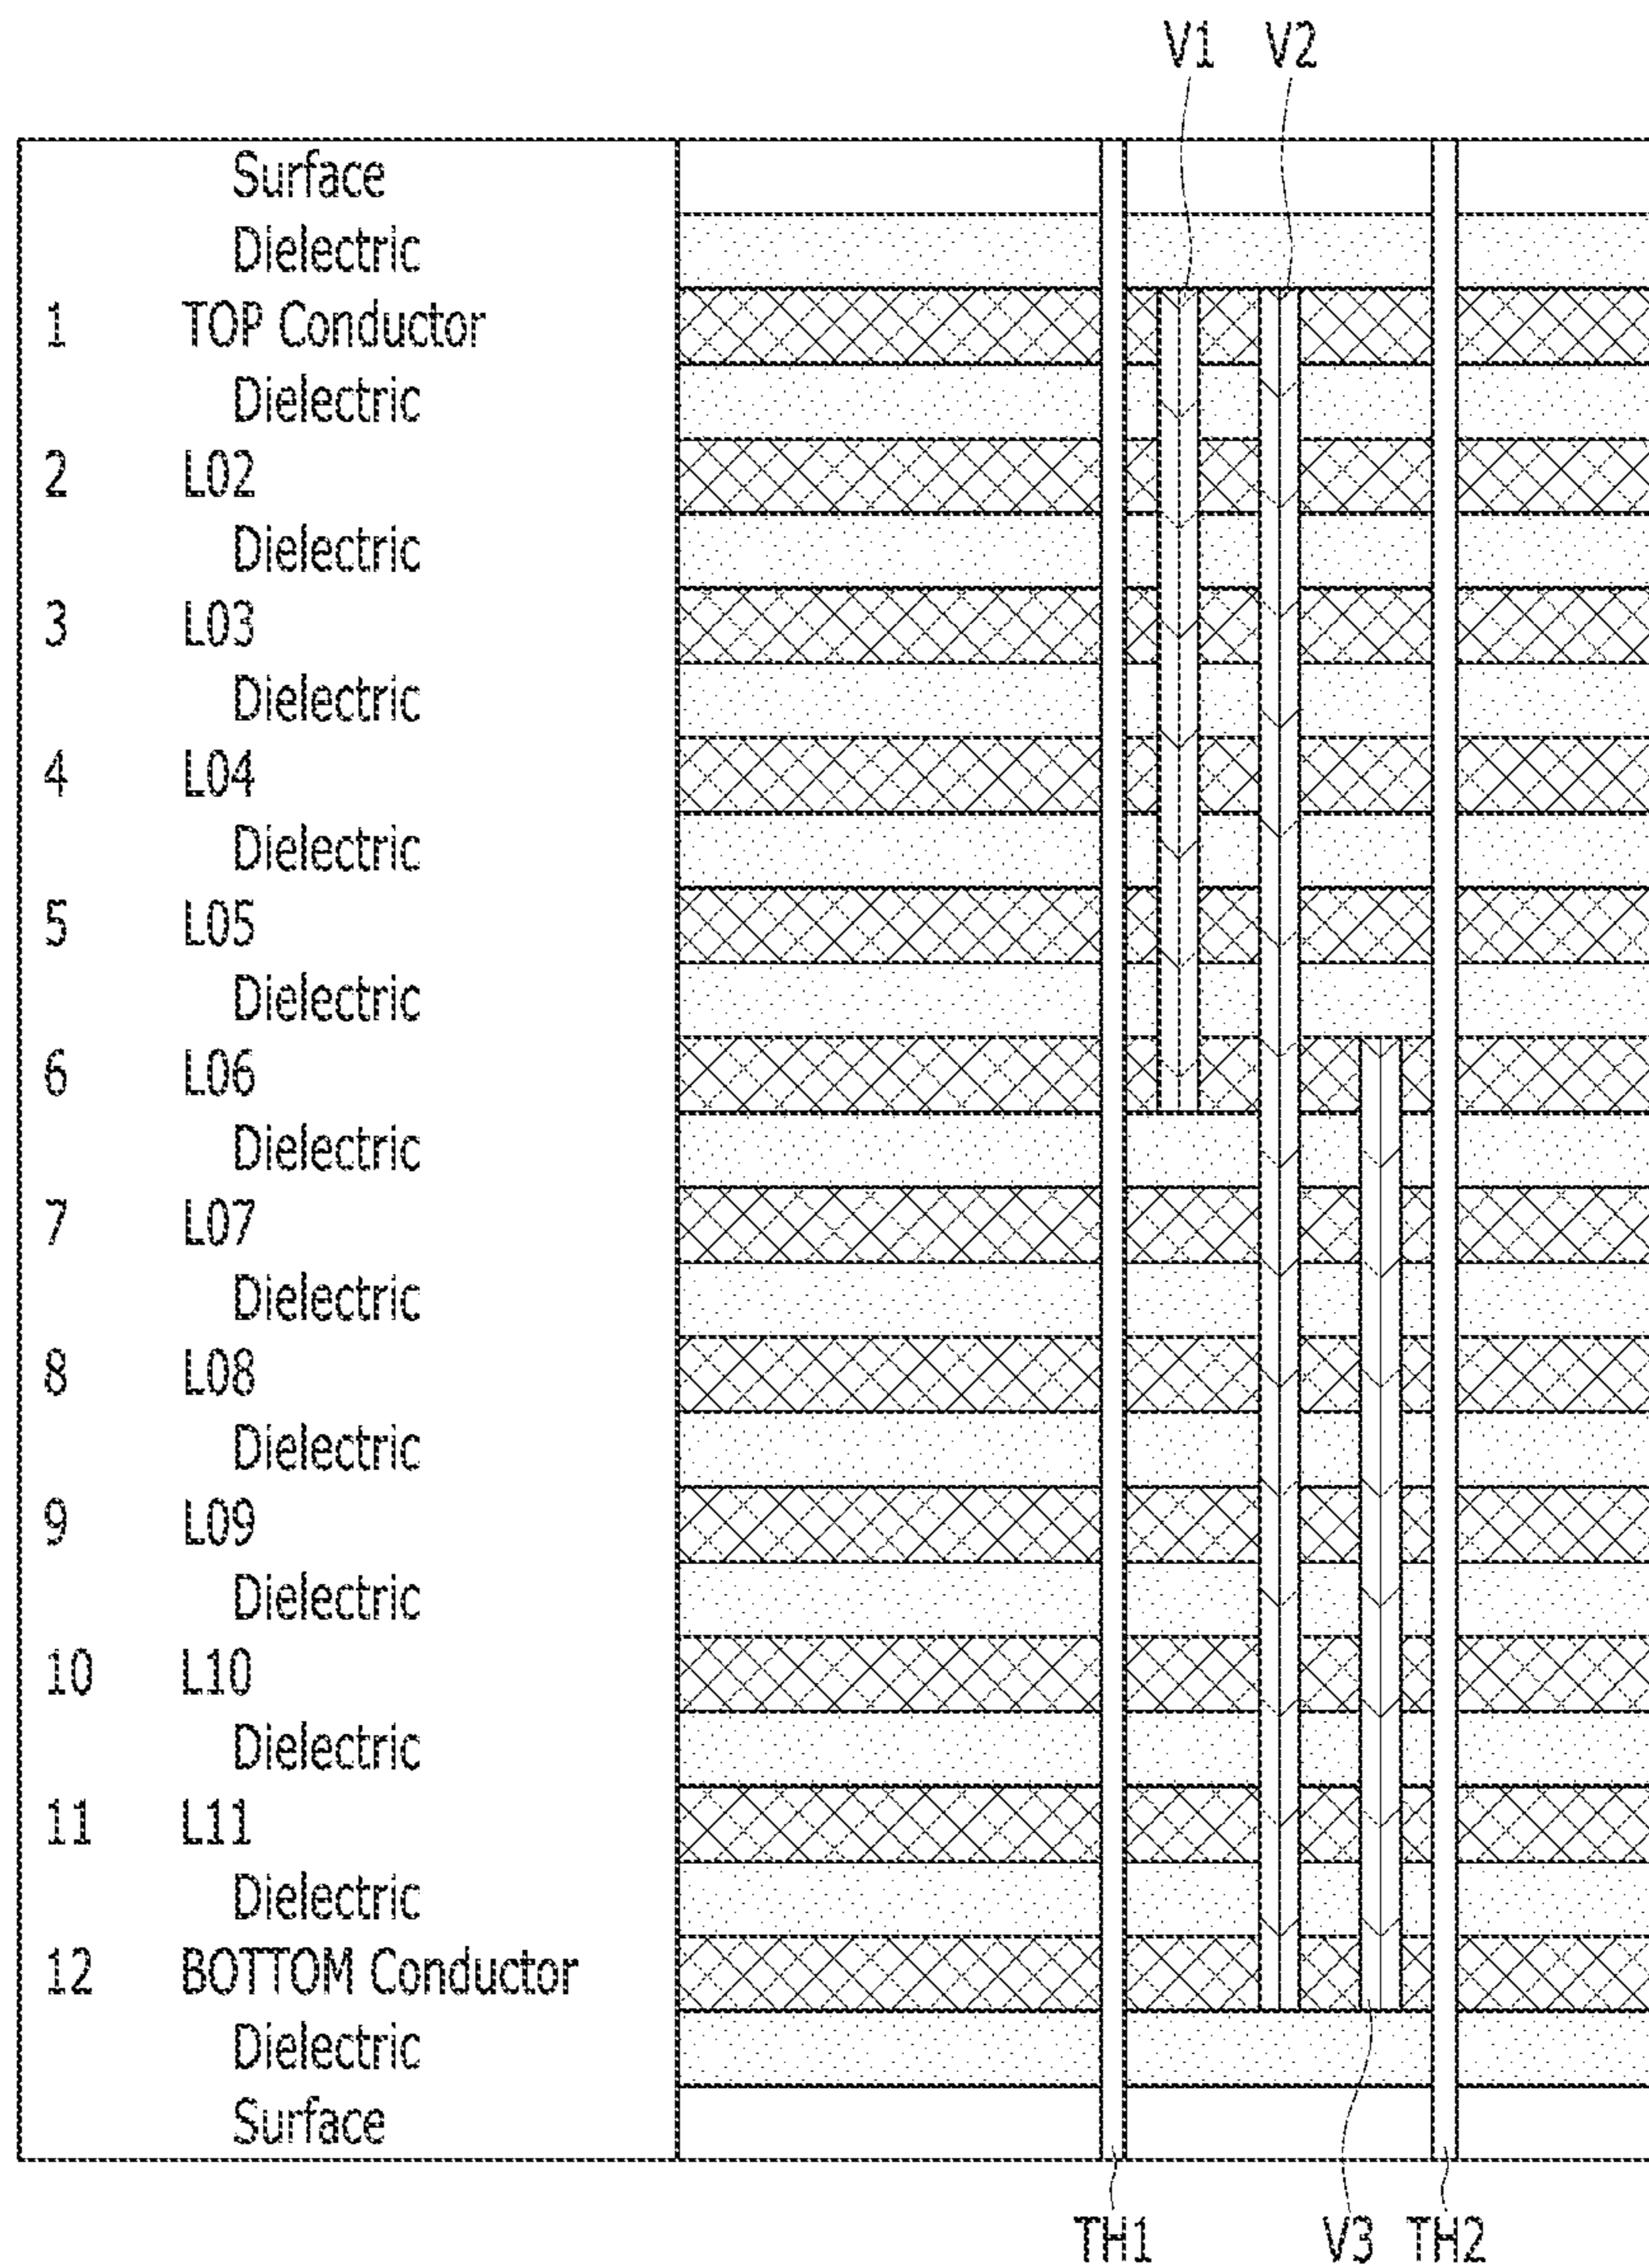 V1 V2
Surface
Dielectric
1 TOP Conductor
Dielectric
2 L02
Dielectric
3 L03
Dielectric
4 L04
Dielectric
5 L05
Dielectric
6 L06
Dielectric
7 L07
Dielectric
8 L08
Dielectric
9 L09
Dielectric
10 L10
Dielectric
11 L11
Dielectric
12 BOTTOM Conductor
Dielectric
Surface
TH1 V3 TH2